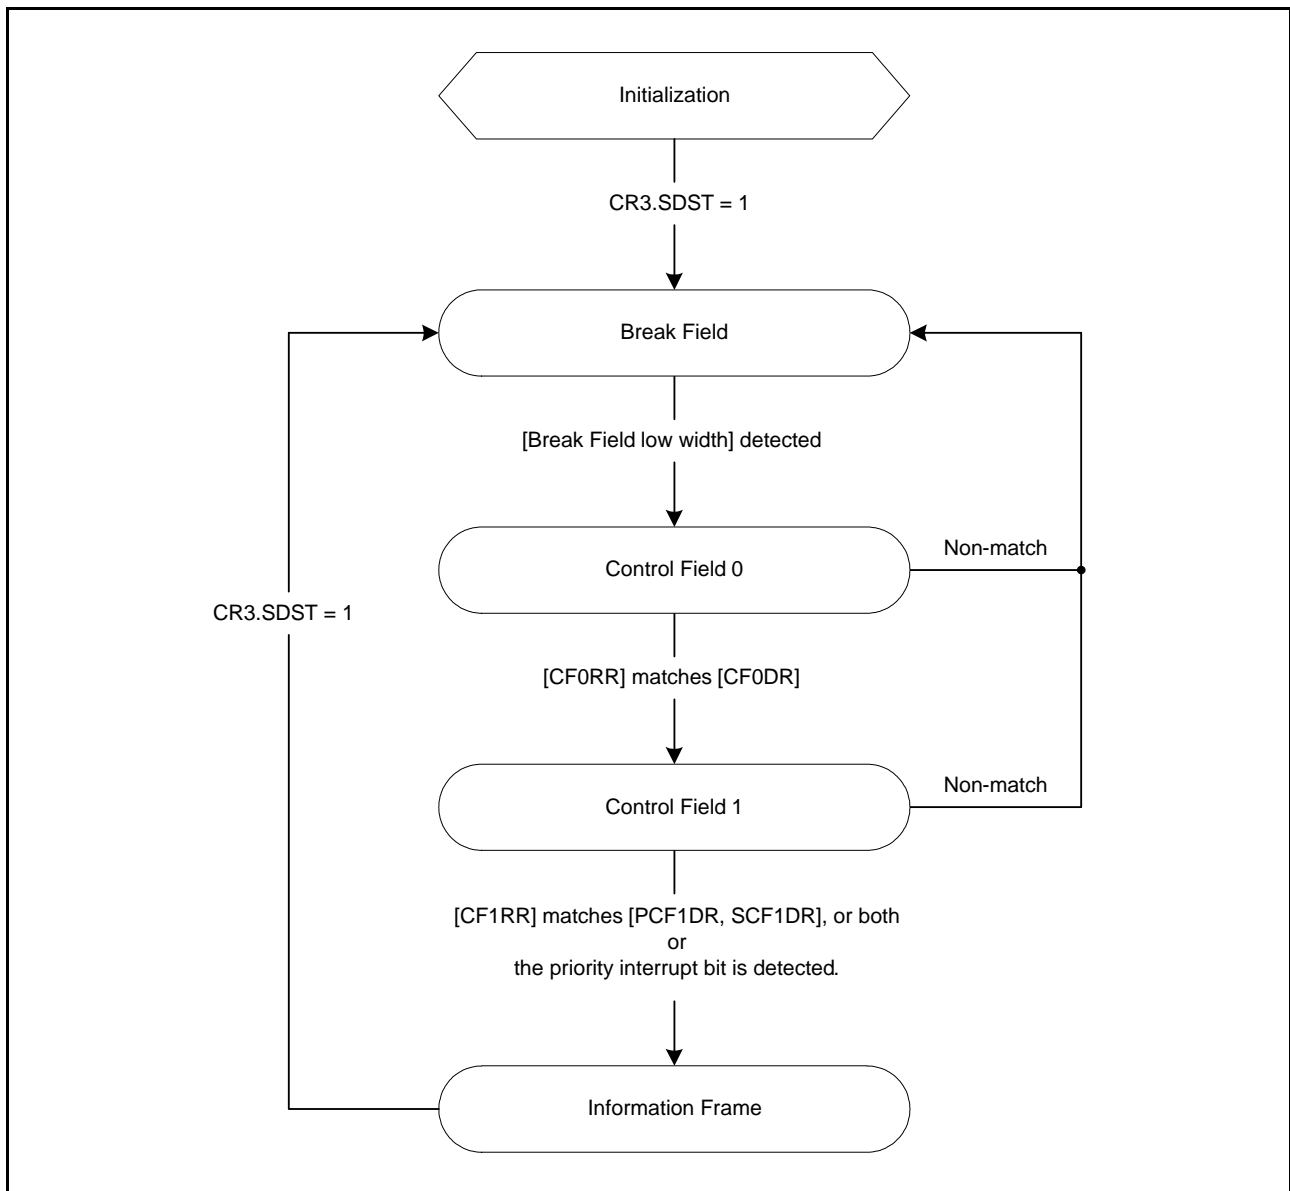 Initialization
CR3.SDST = 1
Break Field
[Break Field low width] detected
Control Field 0
Non-match
CR3.SDST = 1
[CF0RR] matches [CF0DR]
Control Field 1
Non-match
[CF1RR] matches [PCF1DR, SCF1DR], or both
or
the priority interrupt bit is detected.
Information Frame